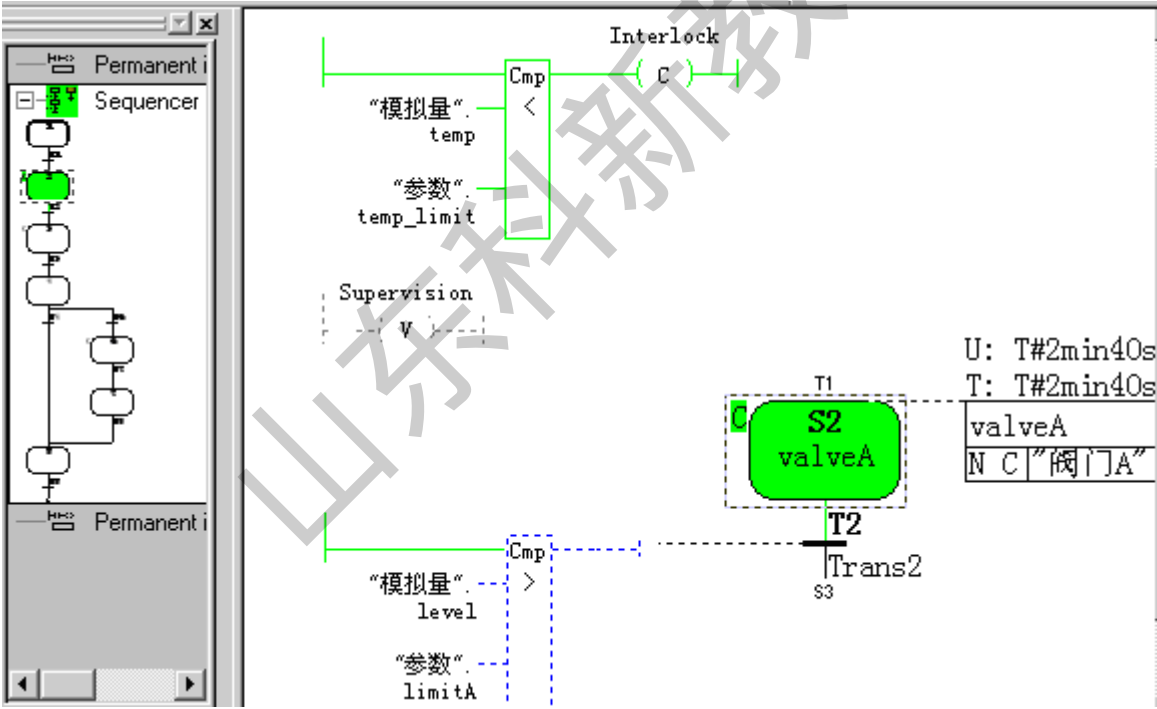 Permanent i
Sequencer
Permanent i
Interlock
Cmp
( C )
"模拟量".
<
temp
"参数".
temp_limit
Supervision
( V )
U: T#2min40s
T: T#2min40s
T1
C
S2
valveA
valveA
N C "阀门A"
T2
Trans2
S3
Cmp
"模拟量".
>
level
"参数".
limitA
山东科新教